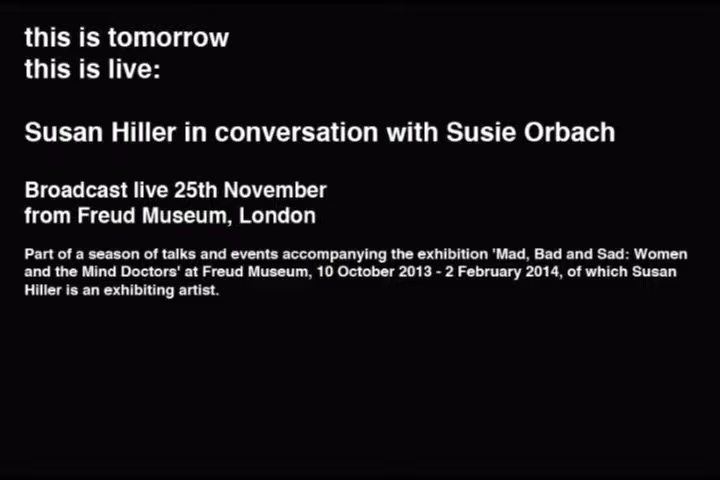 this is tomorrow
this is live:
Susan Hiller in conversation with Susie Orbach
Broadcast live 25th November
from Freud Museum, London
Part of a season of talks and events accompanying the exhibition 'Mad, Bad and Sad: Women
and the Mind Doctors' at Freud Museum, 10 October 2013 - 2 February 2014, of which Susan
Hiller is an exhibiting artist.